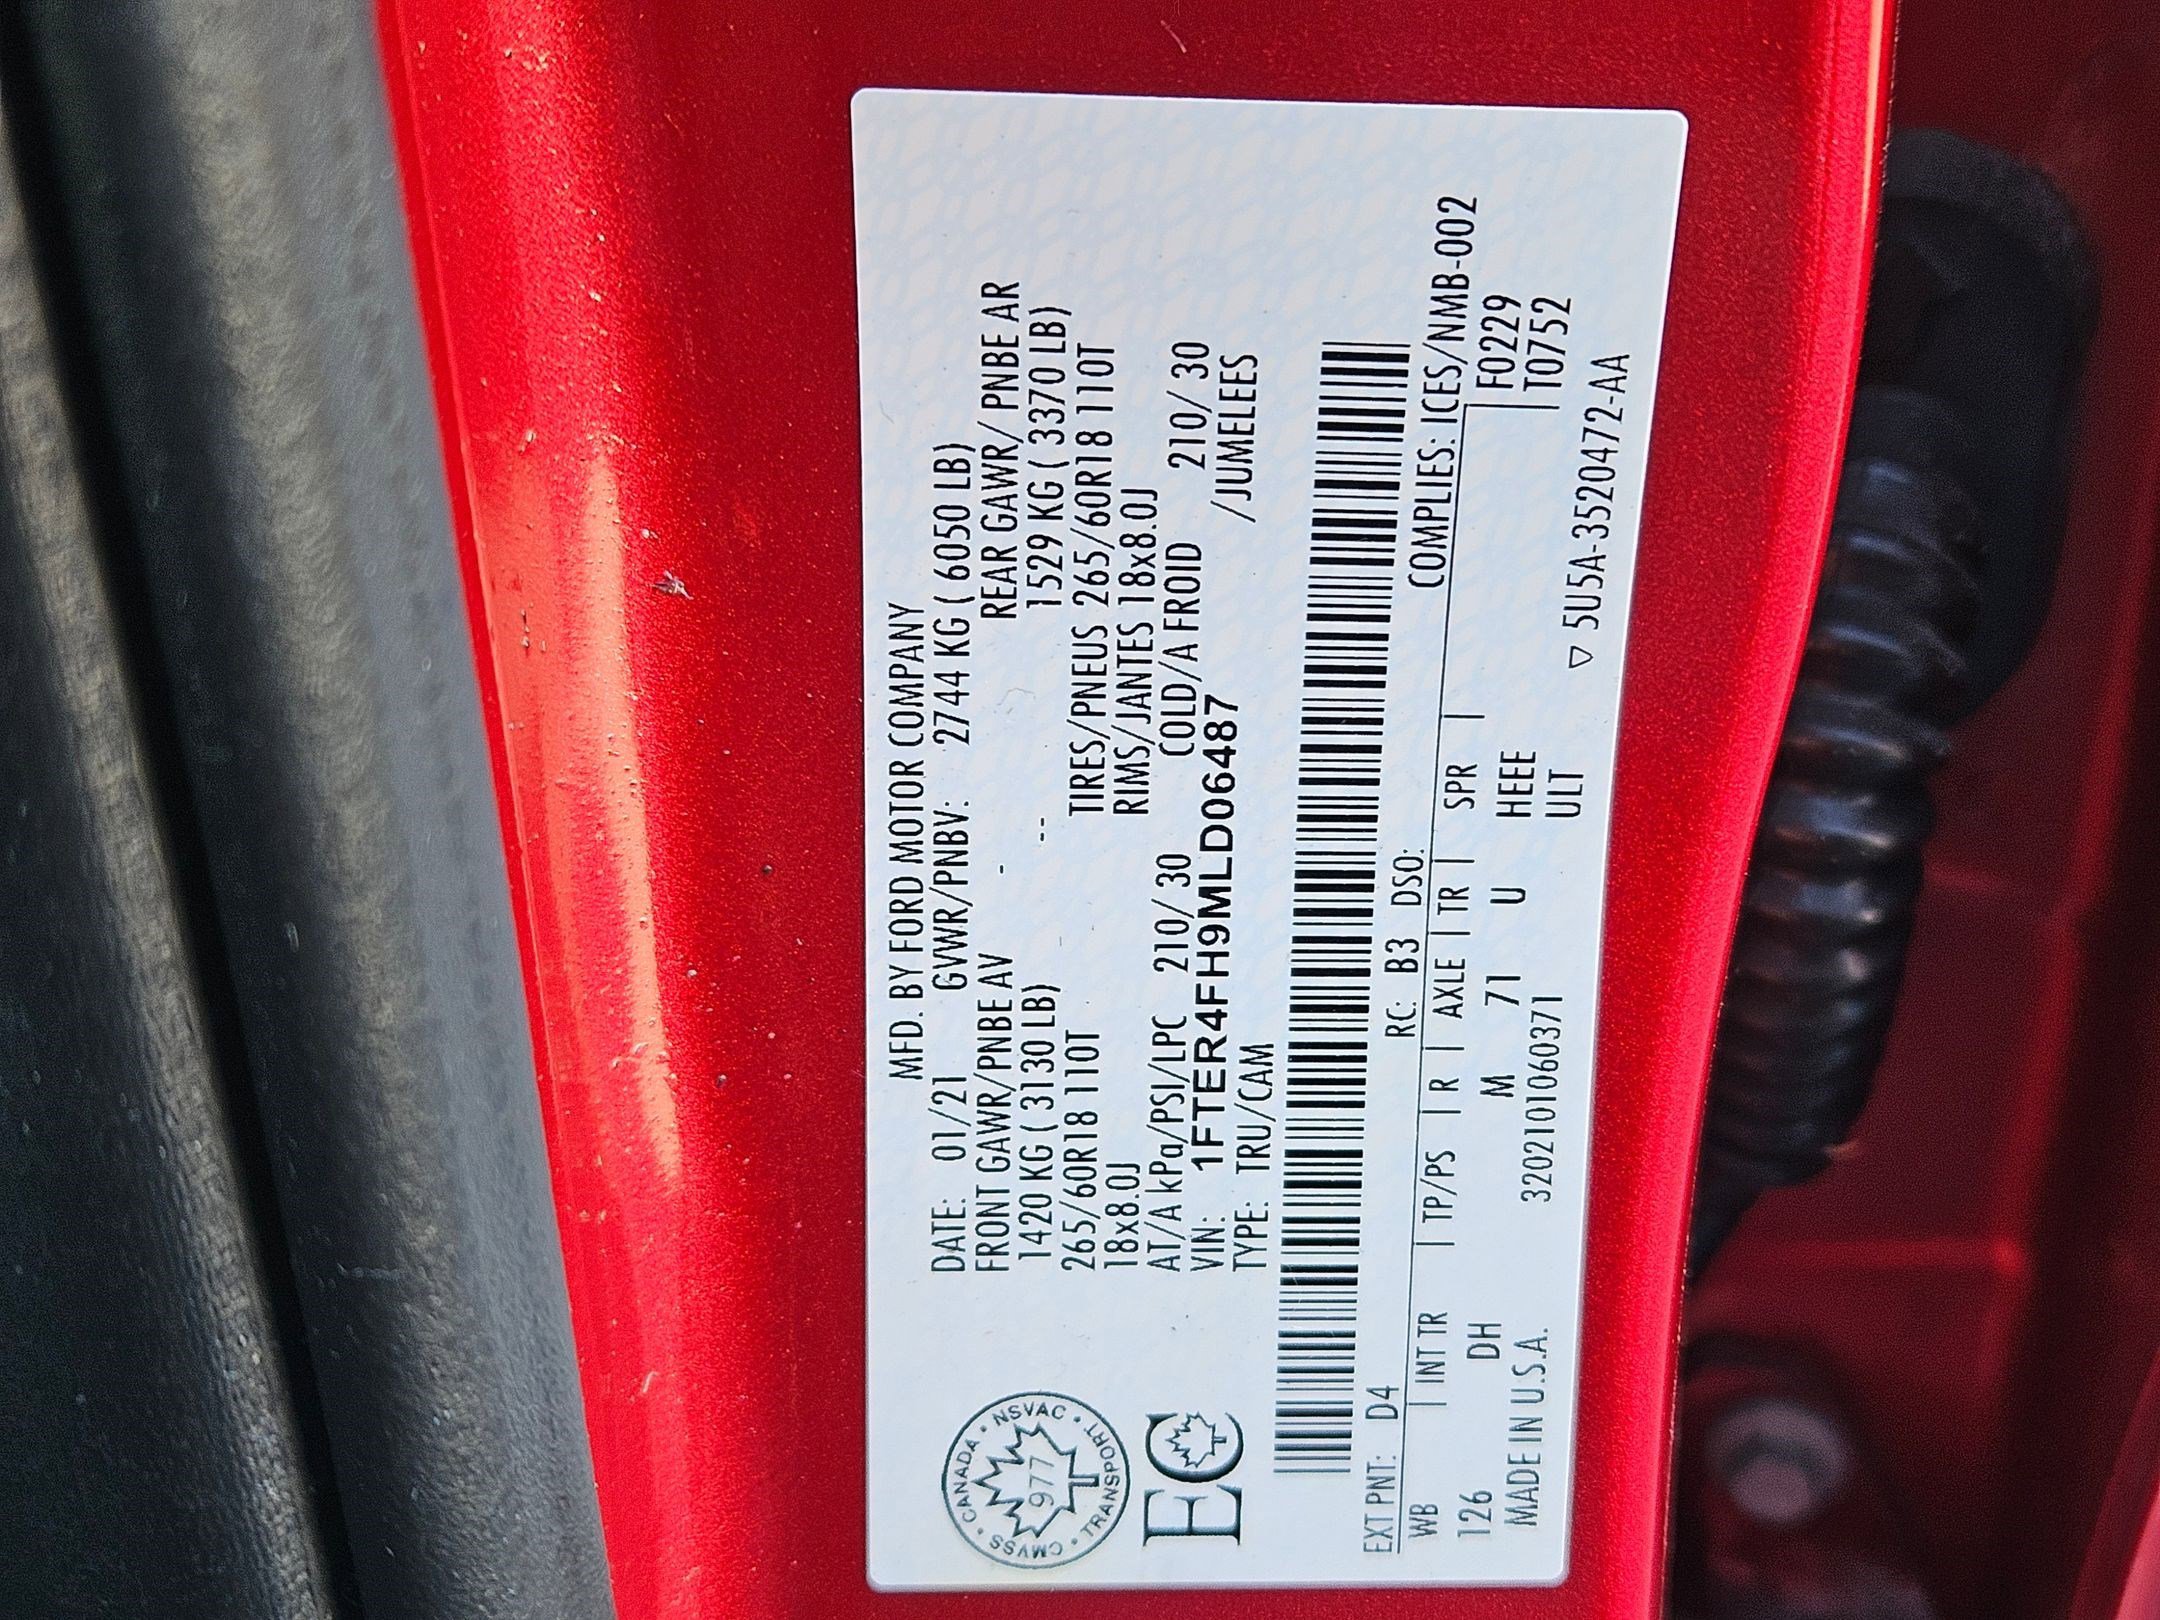 MFD. BY FORD MOTOR COMPANY
DATE: 01/21 GVWR/PNBV: 2744 KG ( 6050 LB)
FRONT GAWR/PNBE AV - REAR GAWR/ PNBE AR
1420 KG ( 3130 LB) -- 1529 KG ( 3370 LB)
265/60R18 110T TIRES/PNEUS 265/60R18 110T
18x8.0J RIMS/JANTES 18x8.0J
AT/A kPa/PSI/LPC 210/ 30 COLD/A FROID 210/ 30
VIN: 1FTER4FH9MLD06487 /JUMELEES
TYPE: TRU/CAM
CANADA • NSVAC • TRANSPORT • CMVSS •
977
EC
COMPLIES: ICES/NMB-002
EXT PNT: D4 RC: B3 DSO:
WB | INT TR | TP/PS | R | AXLE | TR | SPR | | F0229
126 DH M 71 U HEEE | T0752
MADE IN U.S.A. 3202101060371 ULT
▽ 5U5A-3520472-AA